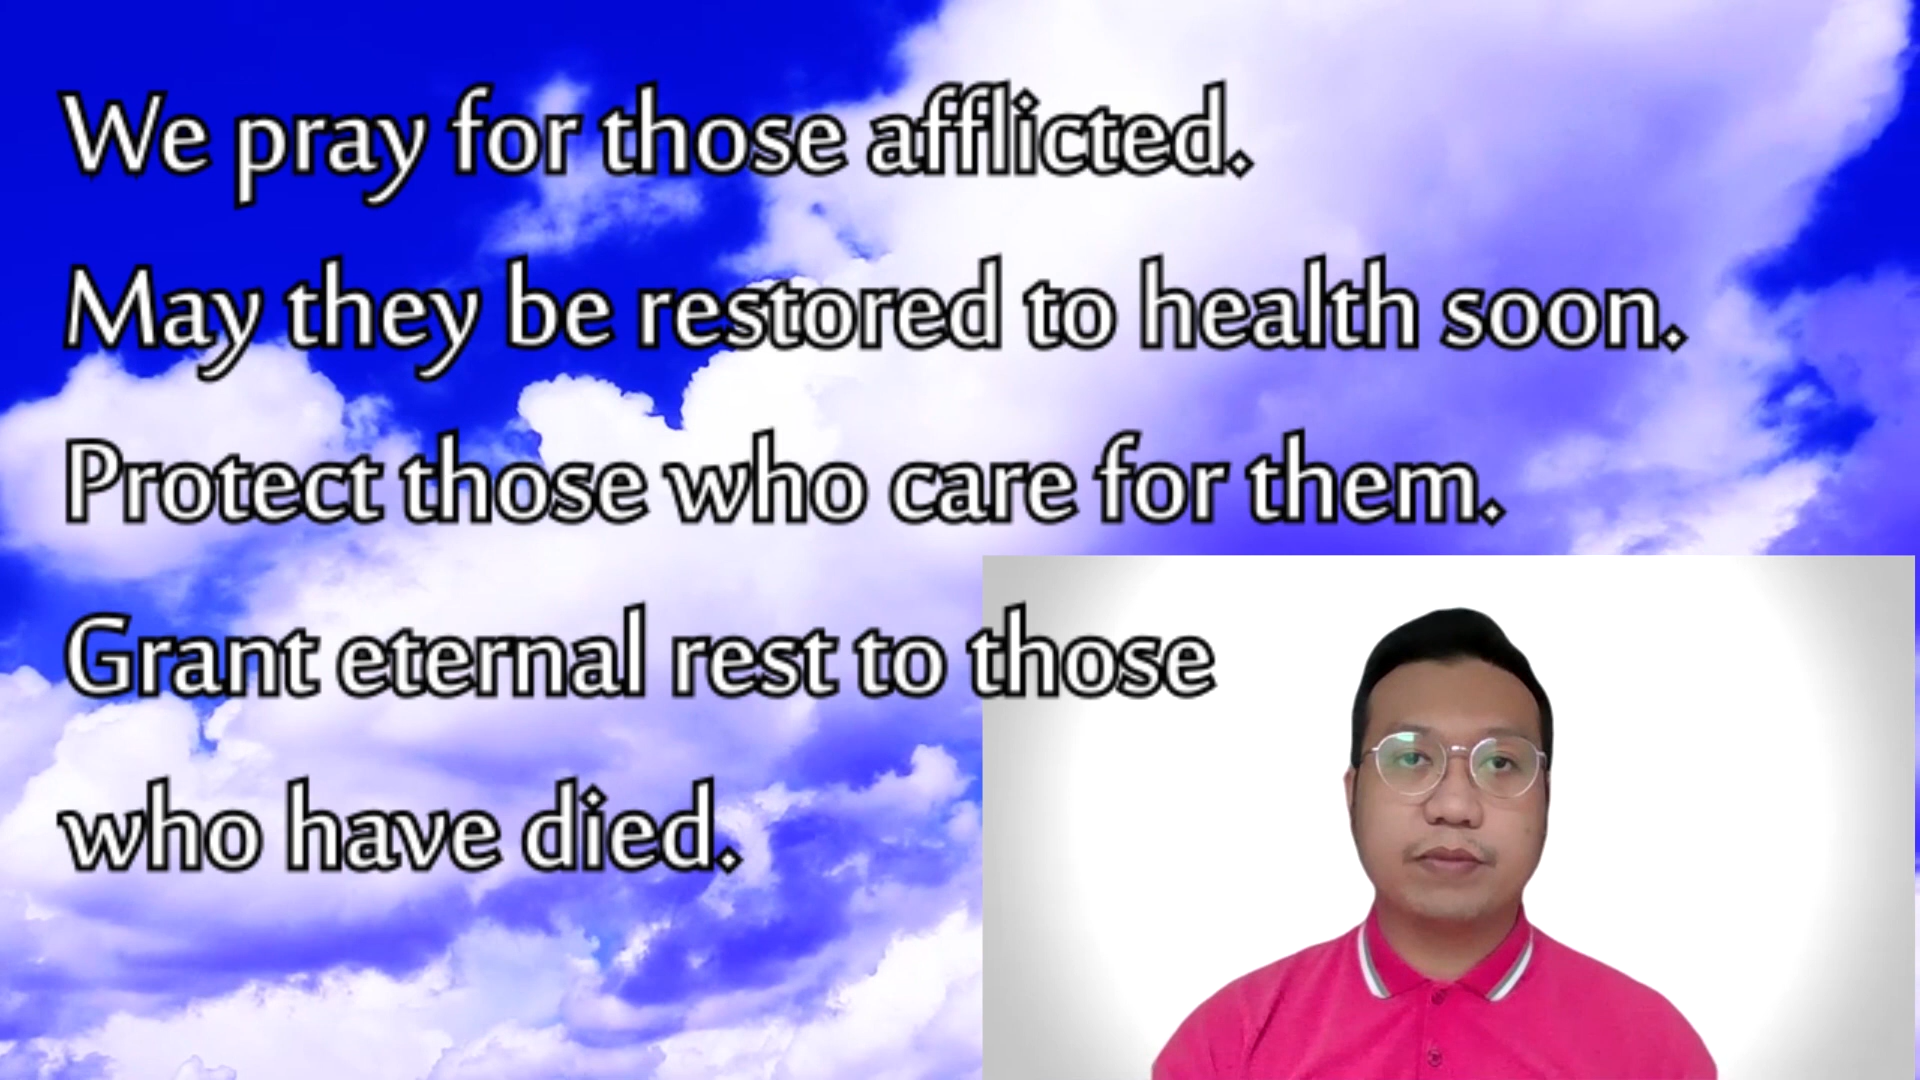 We pray for those afflicted.
May they be restored to health soon.
Protect those who care for them.
Grant eternal rest to those
who have died.